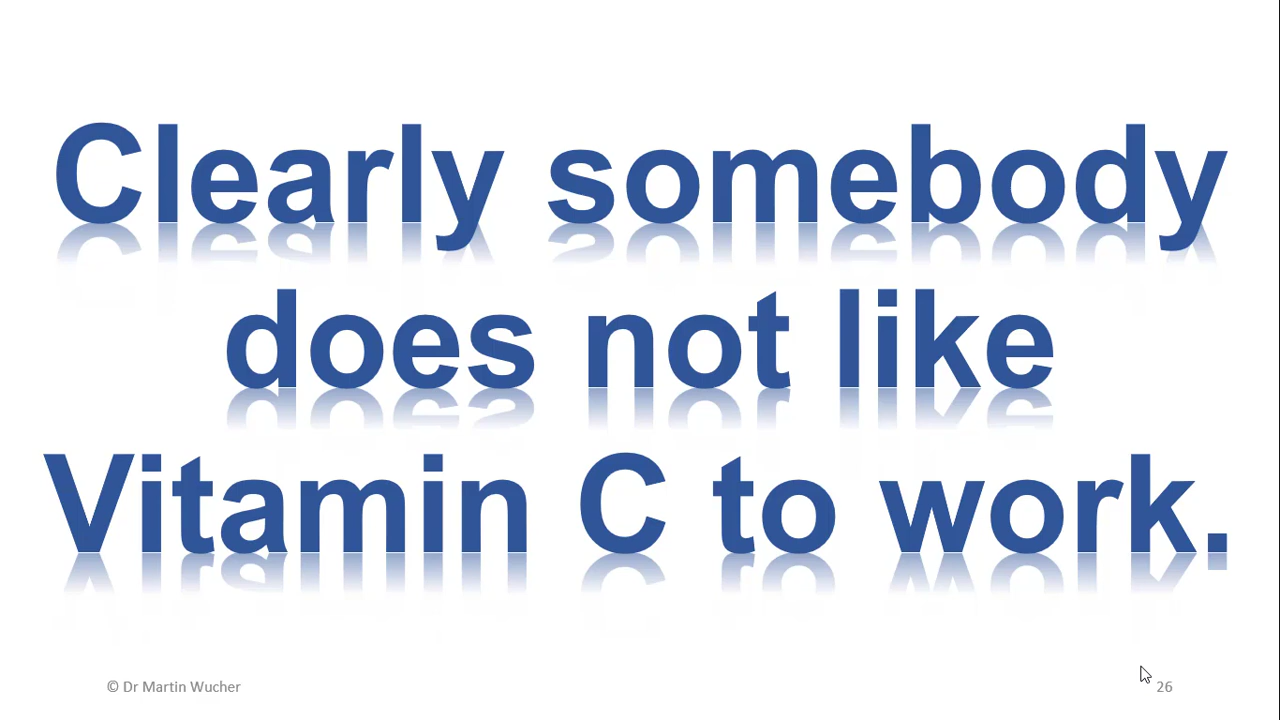 Clearly somebody
does not like
Vitamin C to work.
© Dr Martin Wucher
26